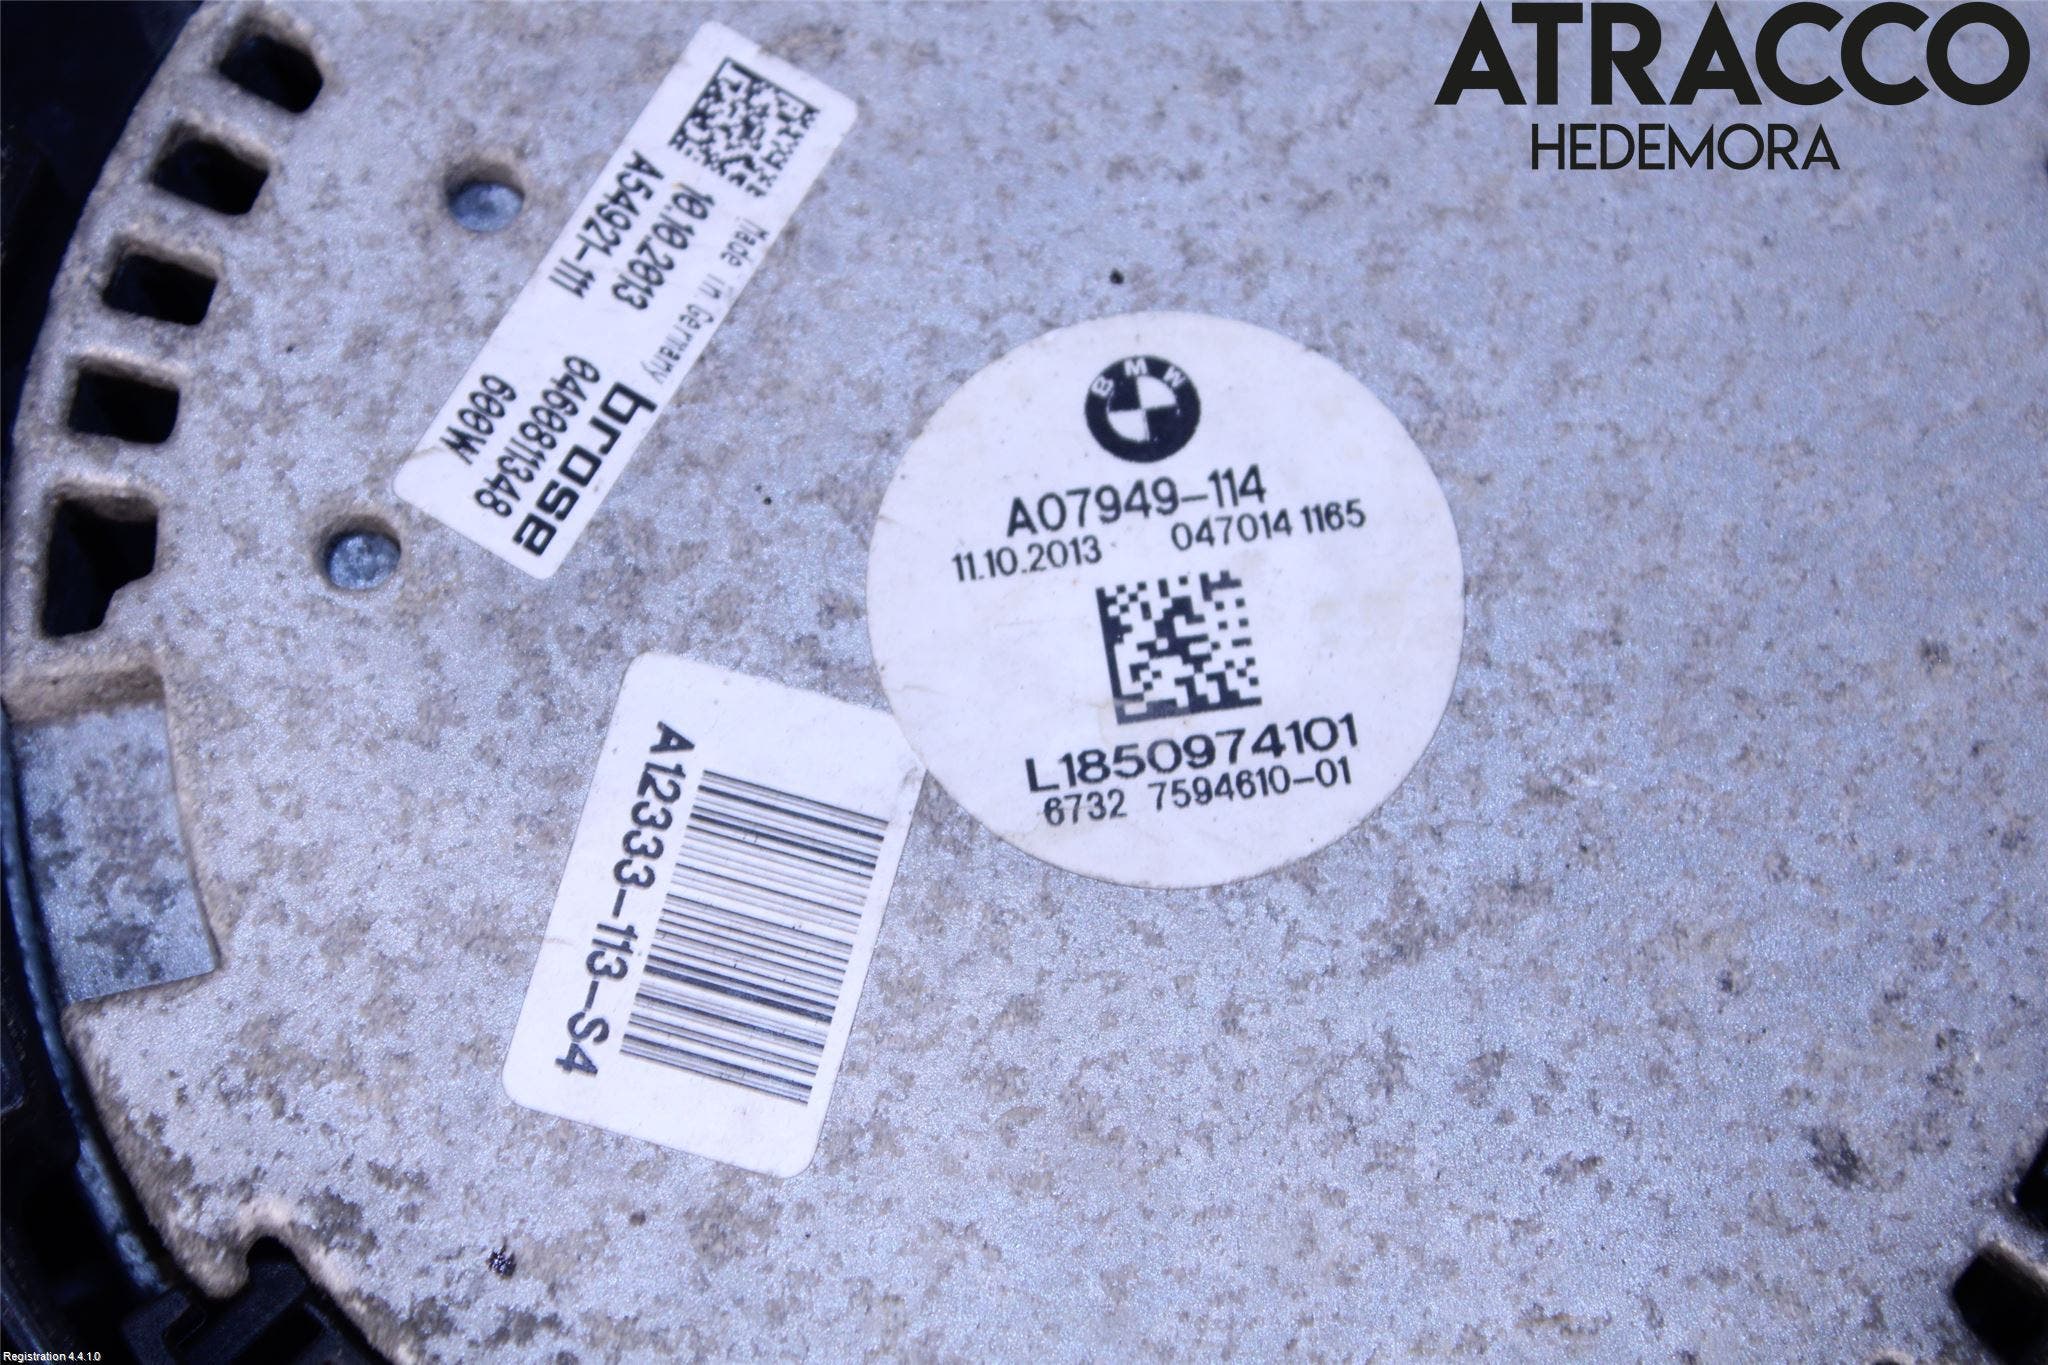 ATRACCO
HEDEMORA
Made in Germany
10.10.2013
A54921-111
brose
04600811348
600W
BMW
A07949-114
11.10.2013 047014 1165
L1850974101
6732 7594610-01
A12333-113-S4
Registration 4.4.1.0